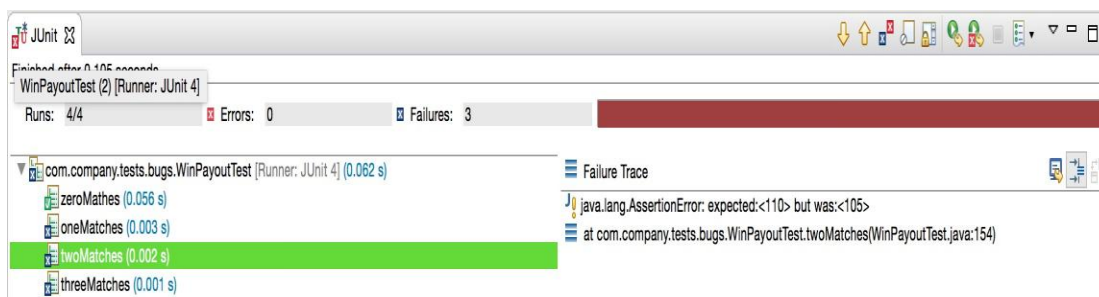 JUnit
Finished after 0.105 seconds
WinPayoutTest (2) [Runner: JUnit 4]
Runs: 4/4 Errors: 0 Failures: 3
com.company.tests.bugs.WinPayoutTest [Runner: JUnit 4] (0.062 s)
zeroMathes (0.056 s)
oneMatches (0.003 s)
twoMatches (0.002 s)
threeMatches (0.001 s)
Failure Trace
java.lang.AssertionError: expected:<110> but was:<105>
at com.company.tests.bugs.WinPayoutTest.twoMatches(WinPayoutTest.java:154)